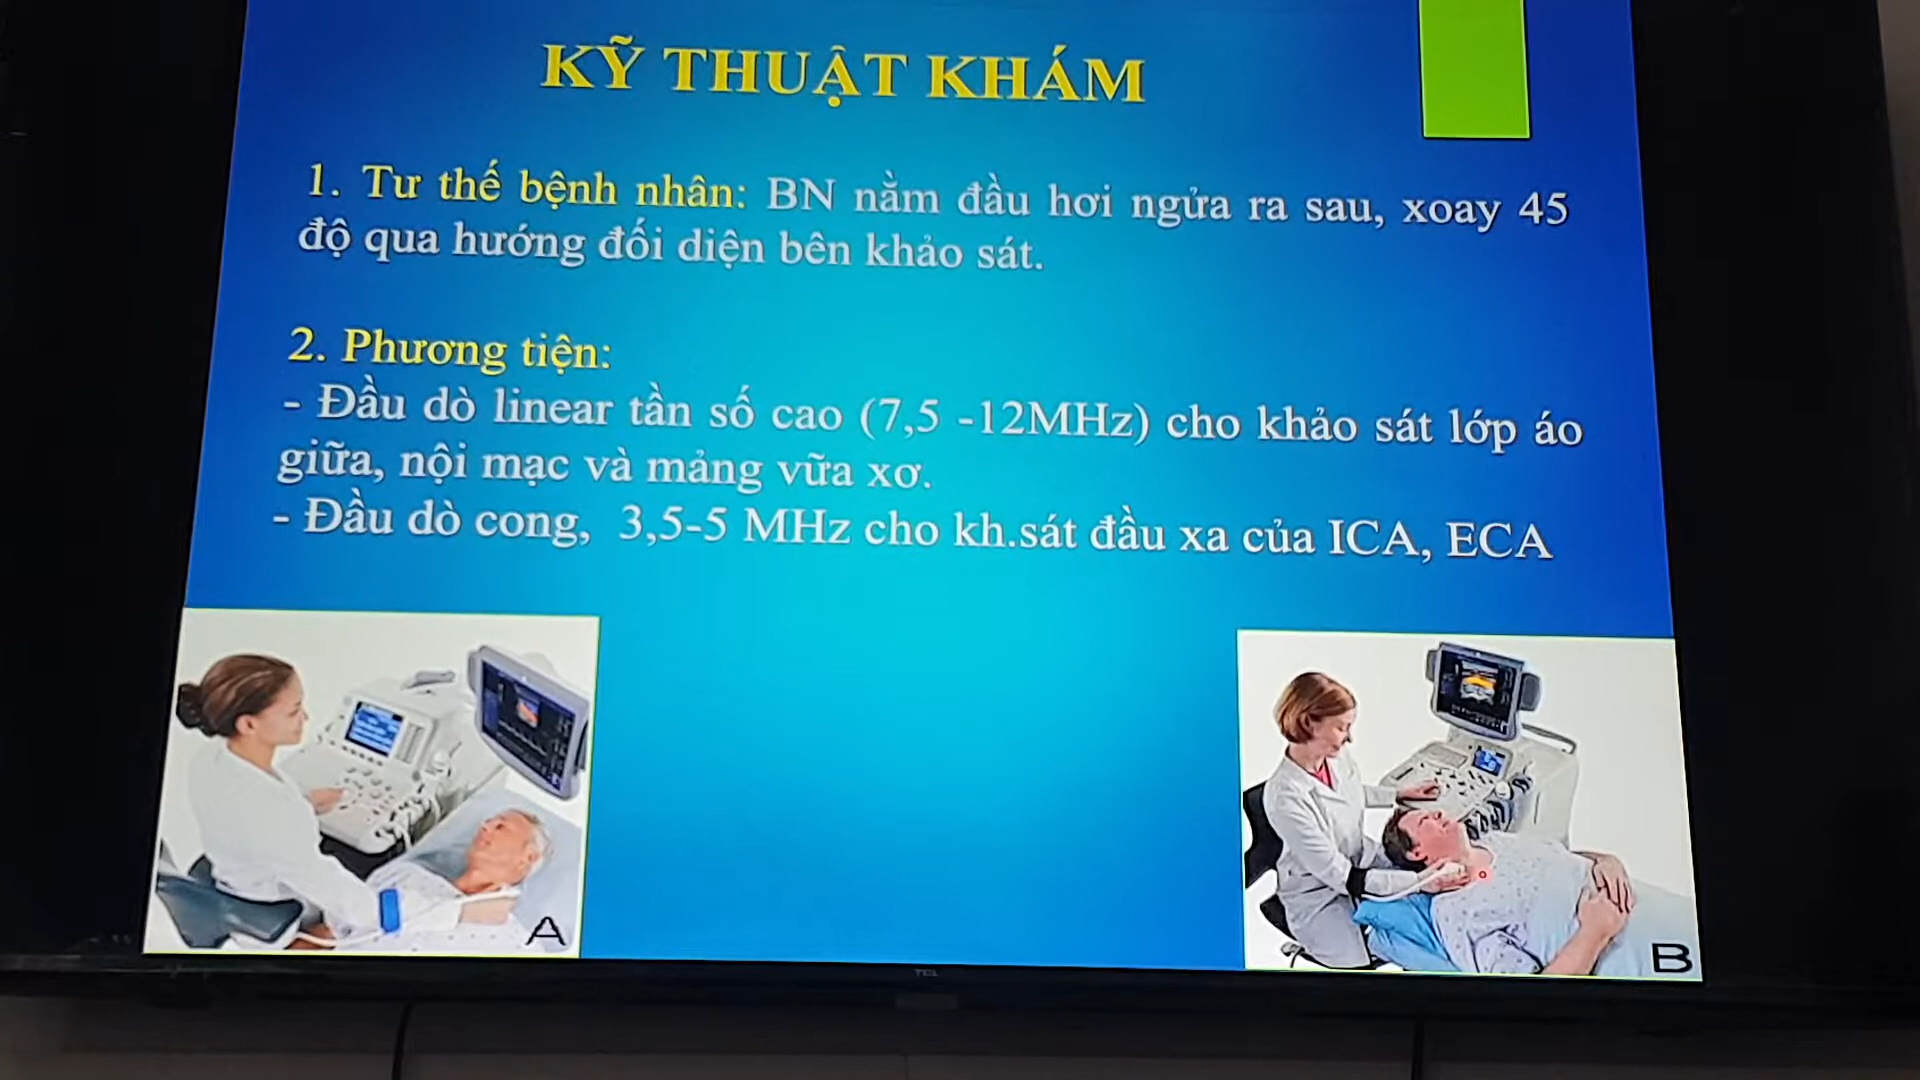 KỸ THUẬT KHÁM
1. Tư thế bệnh nhân: BN nằm đầu hơi ngửa ra sau, xoay 45
độ qua hướng đối diện bên khảo sát.
2. Phương tiện:
- Đầu dò linear tần số cao (7,5 -12MHz) cho khảo sát lớp áo
giữa, nội mạc và mảng vữa xơ.
- Đầu dò cong, 3,5-5 MHz cho kh.sát đầu xa của ICA, ECA
A
B
TCL